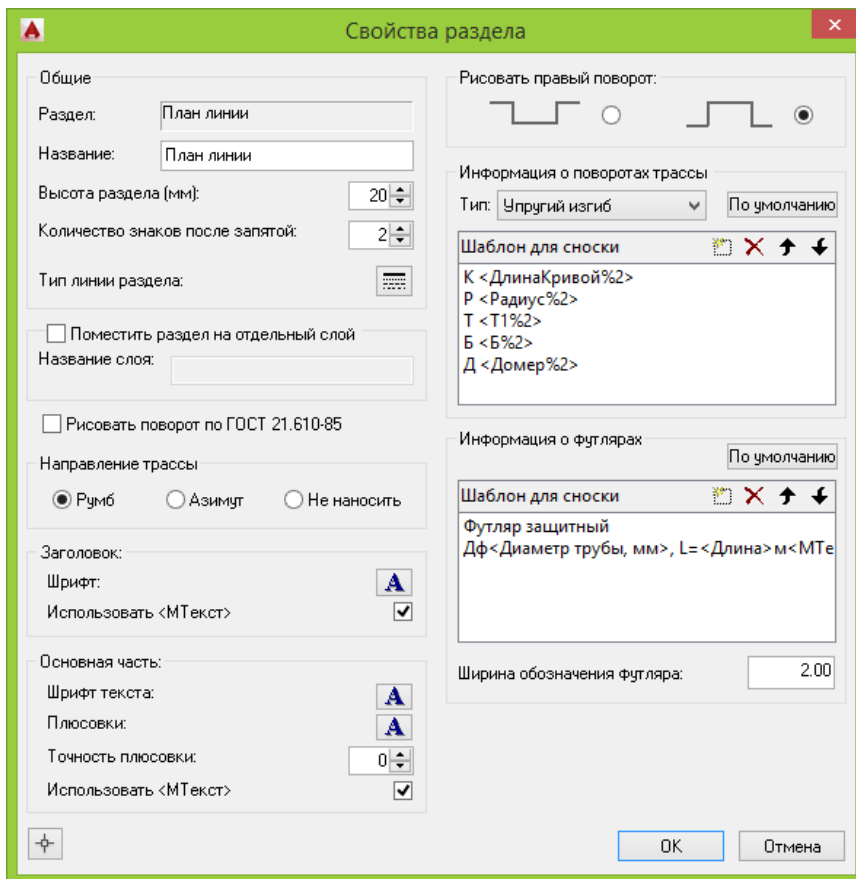 Свойства раздела
Общие
Раздел: План линии
Название: План линии
Высота раздела (мм): 20
Количество знаков после запятой: 2
Тип линии раздела:
Поместить раздел на отдельный слой
Название слоя:
Рисовать поворот по ГОСТ 21.610-85
Направление трассы
Румб Азимут Не наносить
Заголовок:
Шрифт: A
Использовать <МТекст>
Основная часть:
Шрифт текста: A
Плюсовки: A
Точность плюсовки: 0
Использовать <МТекст>
Рисовать правый поворот:
Информация о поворотах трассы
Тип: Упругий изгиб По умолчанию
Шаблон для сноски
К <ДлинаКривой%2>
Р <Радиус%2>
Т <Т1%2>
Б <Б%2>
Д <Домер%2>
Информация о футлярах
По умолчанию
Шаблон для сноски
Футляр защитный
Дф<Диаметр трубы, мм>, L=<Длина>м<МТе
Ширина обозначения футляра: 2.00
OK Отмена